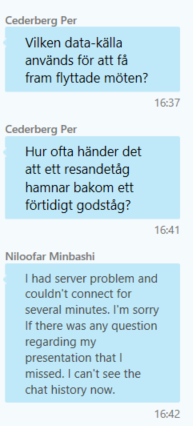 Cederberg Per
Vilken data-källa
används för att få
fram flyttade möten?
16:37
Cederberg Per
Hur ofta händer det
att ett resandetåg
hamnar bakom ett
förtidigt godståg?
16:41
Niloofar Minbashi
I had server problem and
couldn't connect for
several minutes. I'm sorry
If there was any question
regarding my
presentation that I
missed. I can't see the
chat history now.
16:42